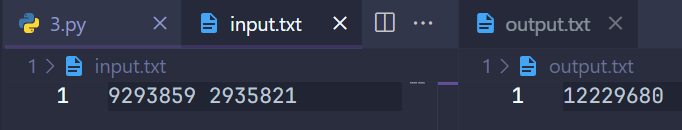 3.py
input.txt
output.txt
1 > input.txt
1 > output.txt
1 9293859 2935821
1 12229680